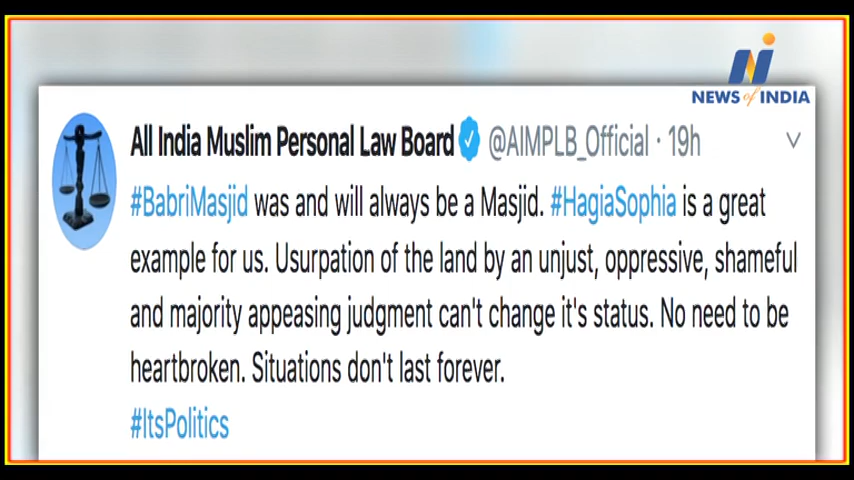 NEWS of INDIA
All India Muslim Personal Law Board @AIMPLB_Official · 19h
#BabriMasjid was and will always be a Masjid. #HagiaSophia is a great
example for us. Usurpation of the land by an unjust, oppressive, shameful
and majority appeasing judgment can't change it's status. No need to be
heartbroken. Situations don't last forever.
#ItsPolitics